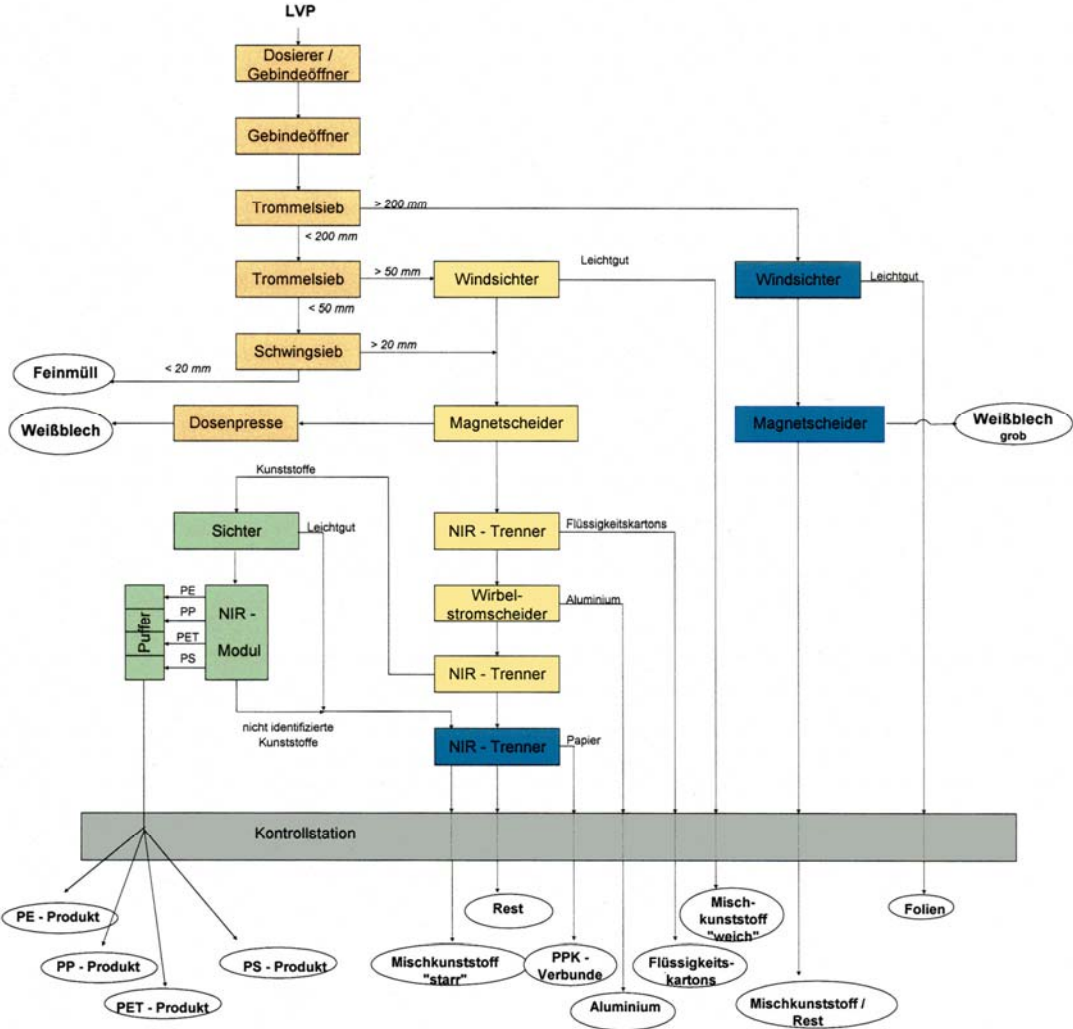 LVP
Dosierer /
Gebindeöffner
Gebindeöffner
Trommelsieb
> 200 mm
< 200 mm
Trommelsieb
> 50 mm
Windsichter
Leichtgut
Windsichter
Leichtgut
< 50 mm
Schwingsieb
> 20 mm
< 20 mm
Feinmüll
Weißblech
Dosenpresse
Magnetscheider
Magnetscheider
Weißblech
grob
Kunststoffe
Sichter
Leichtgut
NIR - Trenner
Flüssigkeitskartons
Wirbel-
stromscheider
Aluminium
Puffer
PE
PP
PET
PS
NIR -
Modul
NIR - Trenner
nicht identifizierte
Kunststoffe
NIR - Trenner
Papier
Kontrollstation
PE - Produkt
PP - Produkt
PET - Produkt
PS - Produkt
Mischkunststoff
"starr"
Rest
PPK -
Verbunde
Aluminium
Flüssigkeits-
kartons
Misch-
kunststoff
"weich"
Mischkunststoff /
Rest
Folien